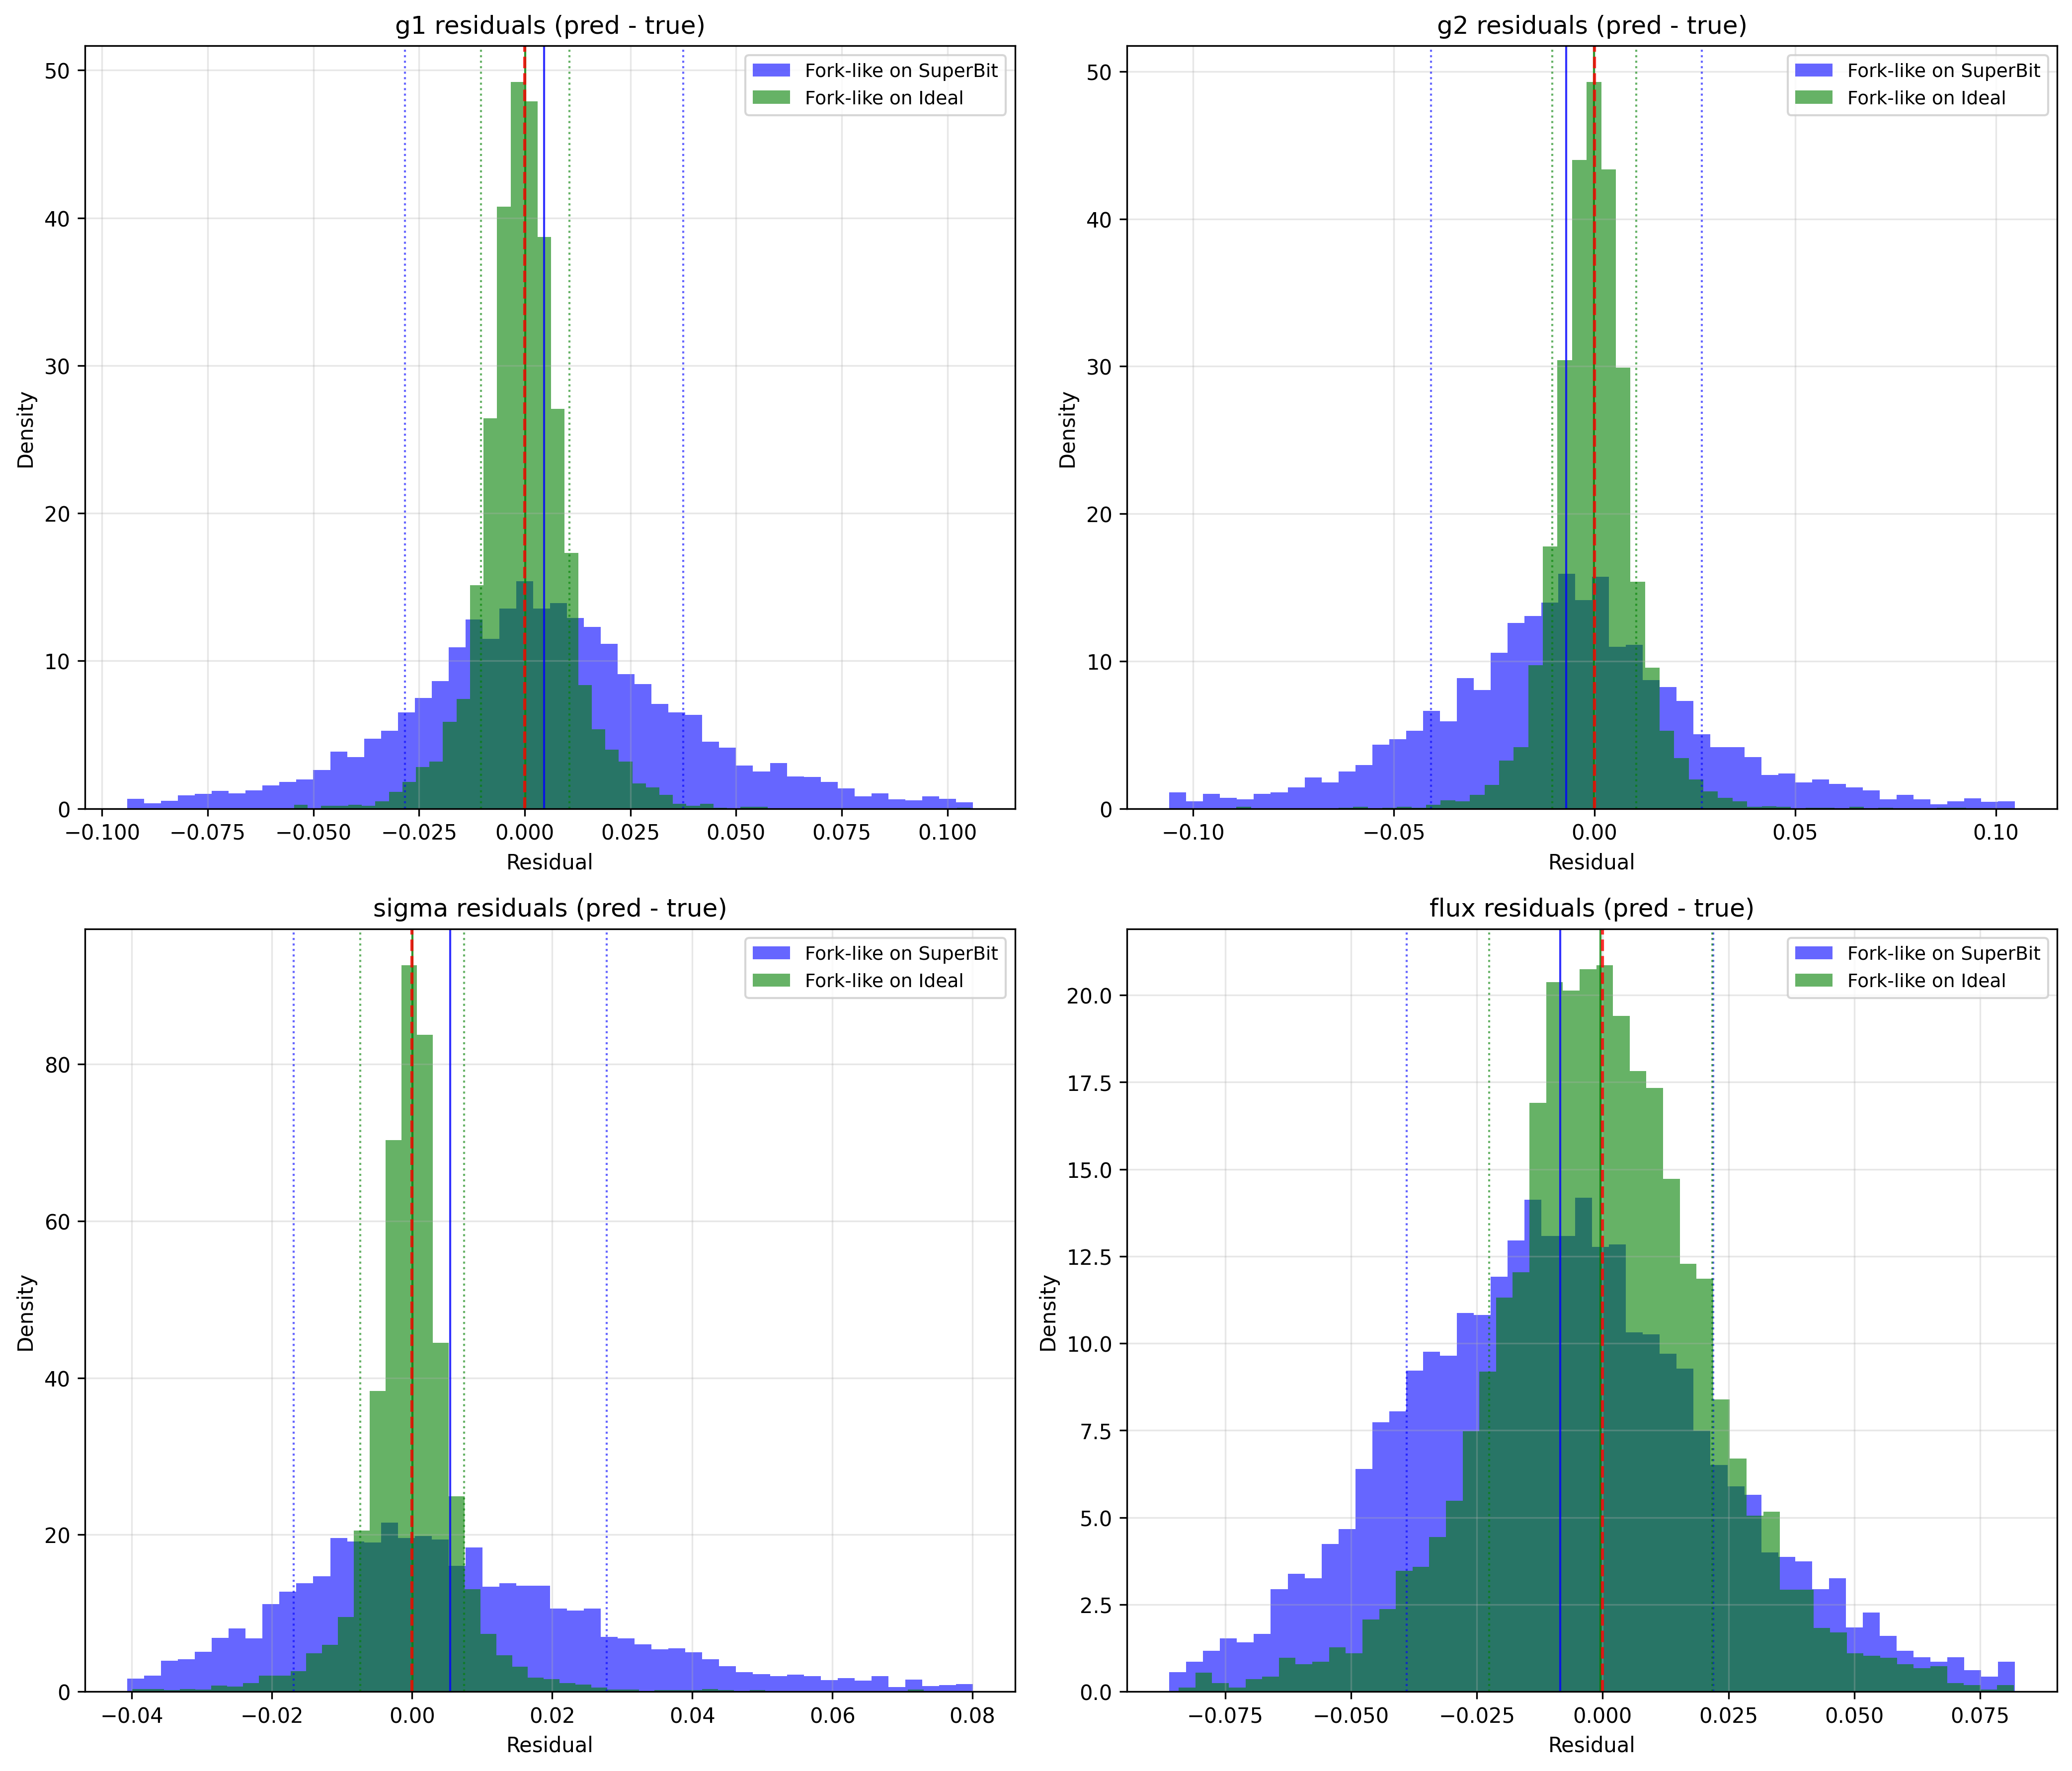 g1 residuals (pred - true)
50
40
30
20
10
0
Density
−0.100
−0.075
−0.050
−0.025
0.000
0.025
0.050
0.075
0.100
Residual
Fork-like on SuperBit
Fork-like on Ideal
g2 residuals (pred - true)
50
40
30
20
10
0
Density
−0.10
−0.05
0.00
0.05
0.10
Residual
Fork-like on SuperBit
Fork-like on Ideal
sigma residuals (pred - true)
80
60
40
20
0
Density
−0.04
−0.02
0.00
0.02
0.04
0.06
0.08
Residual
Fork-like on SuperBit
Fork-like on Ideal
flux residuals (pred - true)
20.0
17.5
15.0
12.5
10.0
7.5
5.0
2.5
0.0
Density
−0.075
−0.050
−0.025
0.000
0.025
0.050
0.075
Residual
Fork-like on SuperBit
Fork-like on Ideal